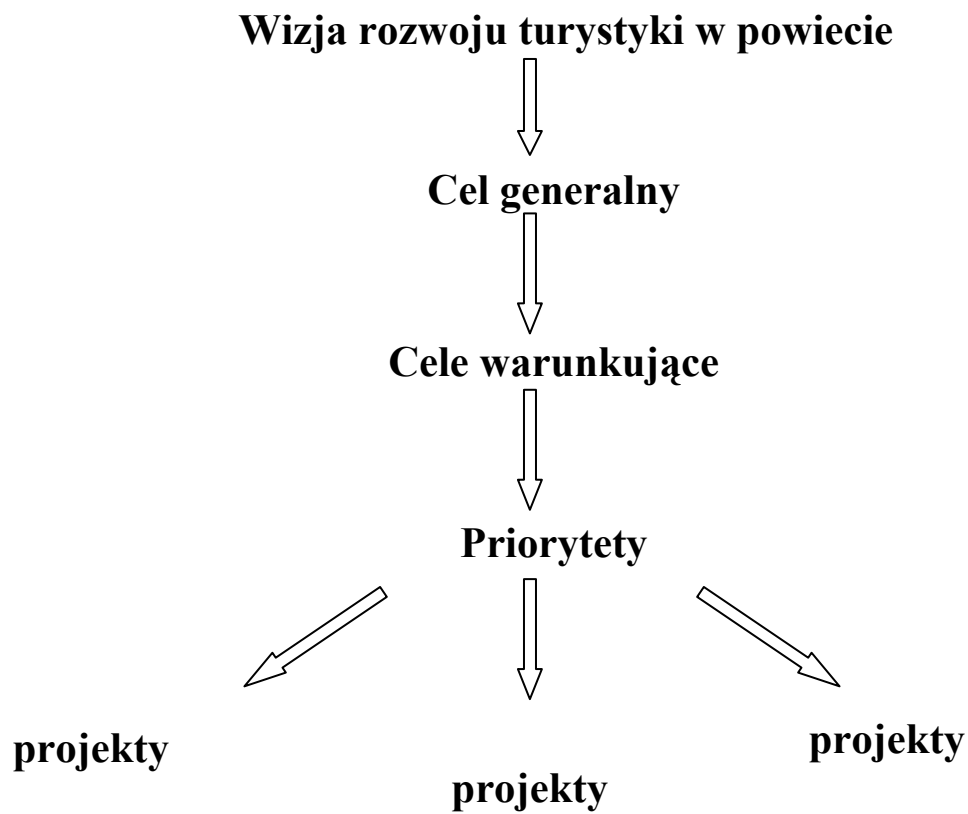 Wizja rozwoju turystyki w powiecie
Cel generalny
Cele warunkujące
Priorytety
projekty
projekty
projekty